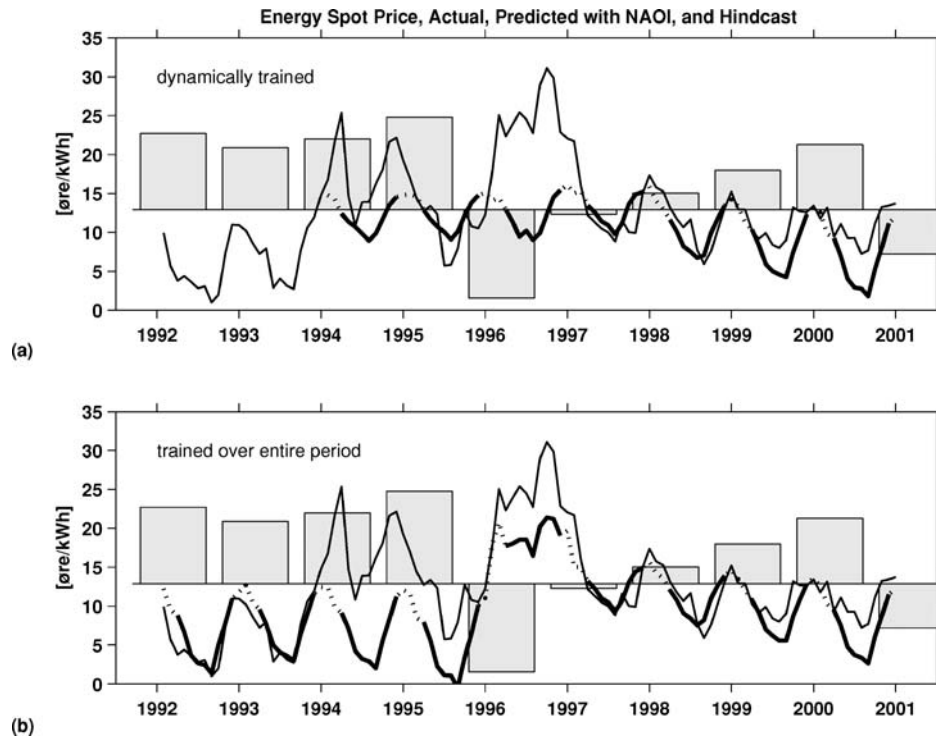 Energy Spot Price, Actual, Predicted with NAOI, and Hindcast
35
30
25
20
15
10
5
0
[øre/kWh]
dynamically trained
1992 1993 1994 1995 1996 1997 1998 1999 2000 2001
(a)
35
30
25
20
15
10
5
0
[øre/kWh]
trained over entire period
1992 1993 1994 1995 1996 1997 1998 1999 2000 2001
(b)